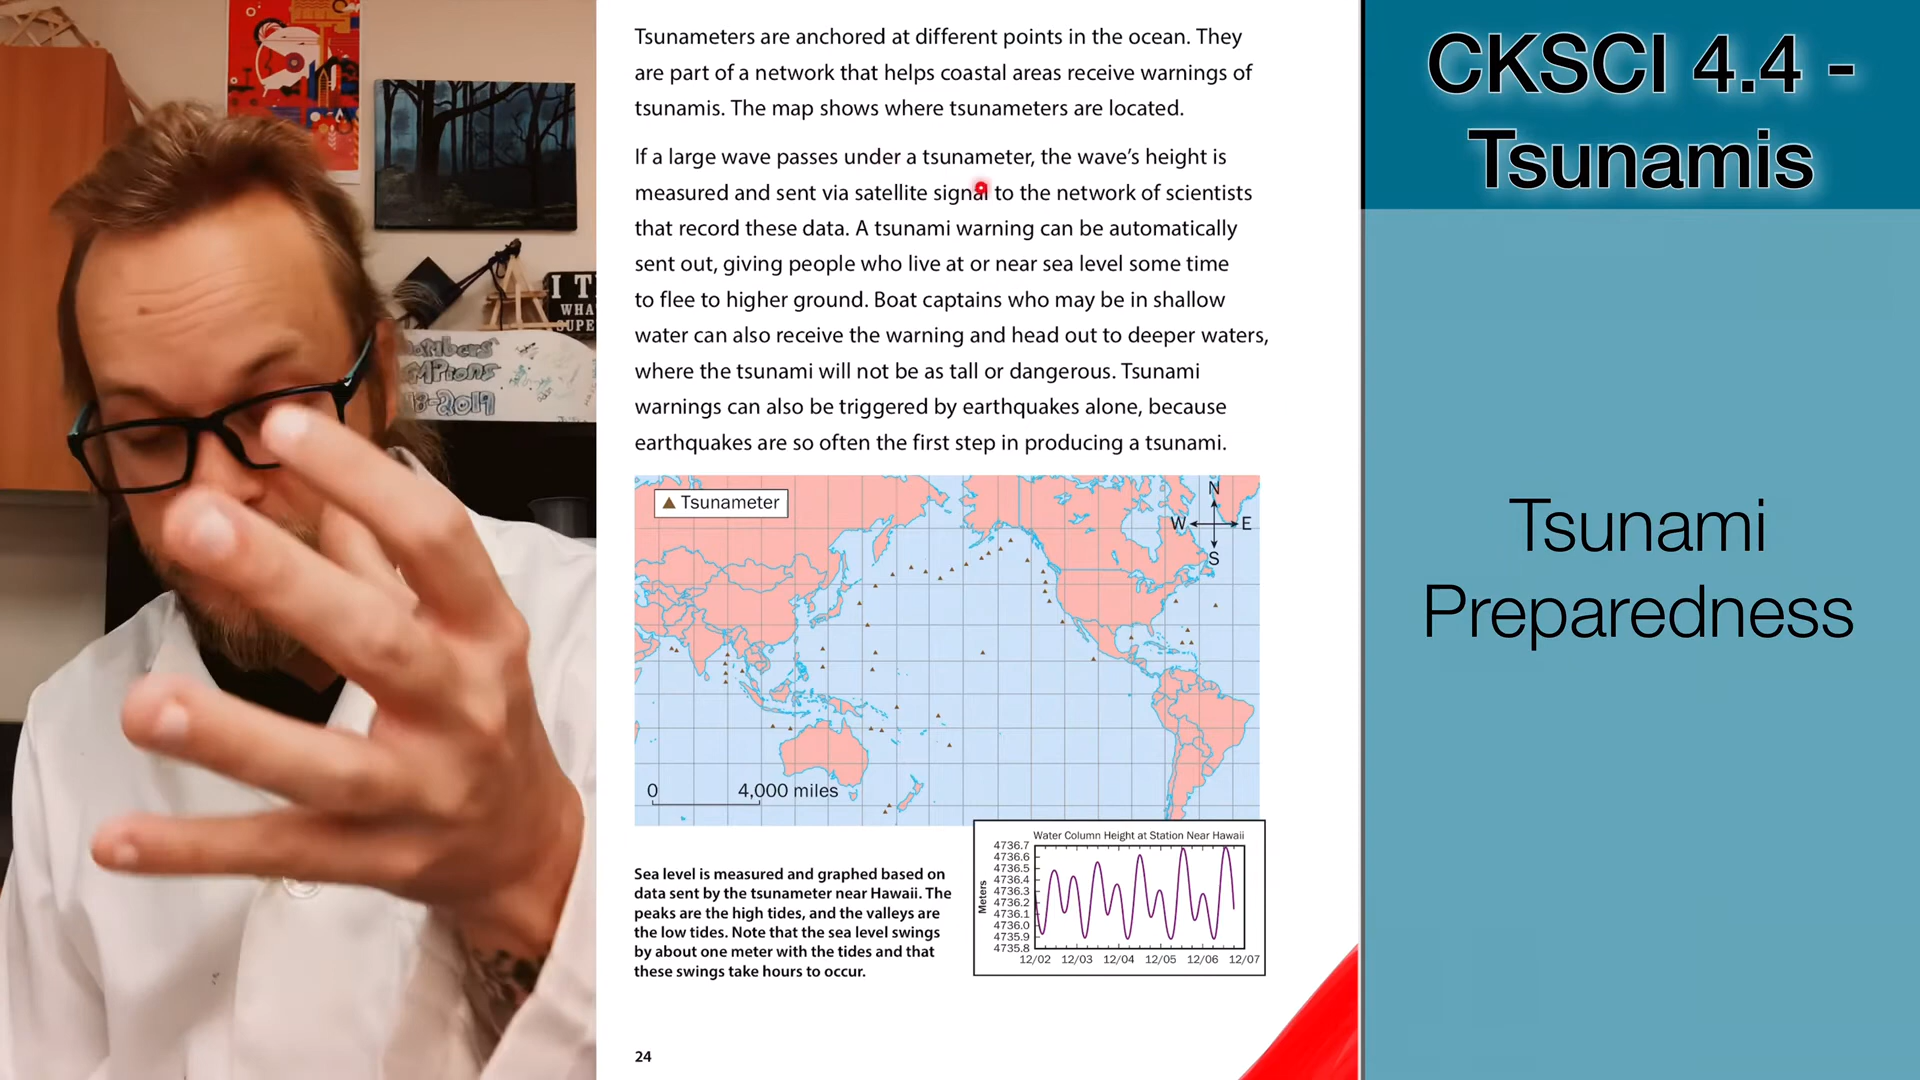 Tsunameters are anchored at different points in the ocean. They
are part of a network that helps coastal areas receive warnings of
tsunamis. The map shows where tsunameters are located.
If a large wave passes under a tsunameter, the wave's height is
measured and sent via satellite signal to the network of scientists
that record these data. A tsunami warning can be automatically
sent out, giving people who live at or near sea level some time
to flee to higher ground. Boat captains who may be in shallow
water can also receive the warning and head out to deeper waters,
where the tsunami will not be as tall or dangerous. Tsunami
warnings can also be triggered by earthquakes alone, because
earthquakes are so often the first step in producing a tsunami.
Tsunameter
N
W E
S
0 4,000 miles
Sea level is measured and graphed based on
data sent by the tsunameter near Hawaii. The
peaks are the high tides, and the valleys are
the low tides. Note that the sea level swings
by about one meter with the tides and that
these swings take hours to occur.
Water Column Height at Station Near Hawaii
Meters
4736.7
4736.6
4736.5
4736.4
4736.3
4736.2
4736.1
4736.0
4735.9
4735.8
12/02 12/03 12/04 12/05 12/06 12/07
24
CKSCI 4.4 -
Tsunamis
Tsunami
Preparedness
I
WHA
SUPE
8-2019